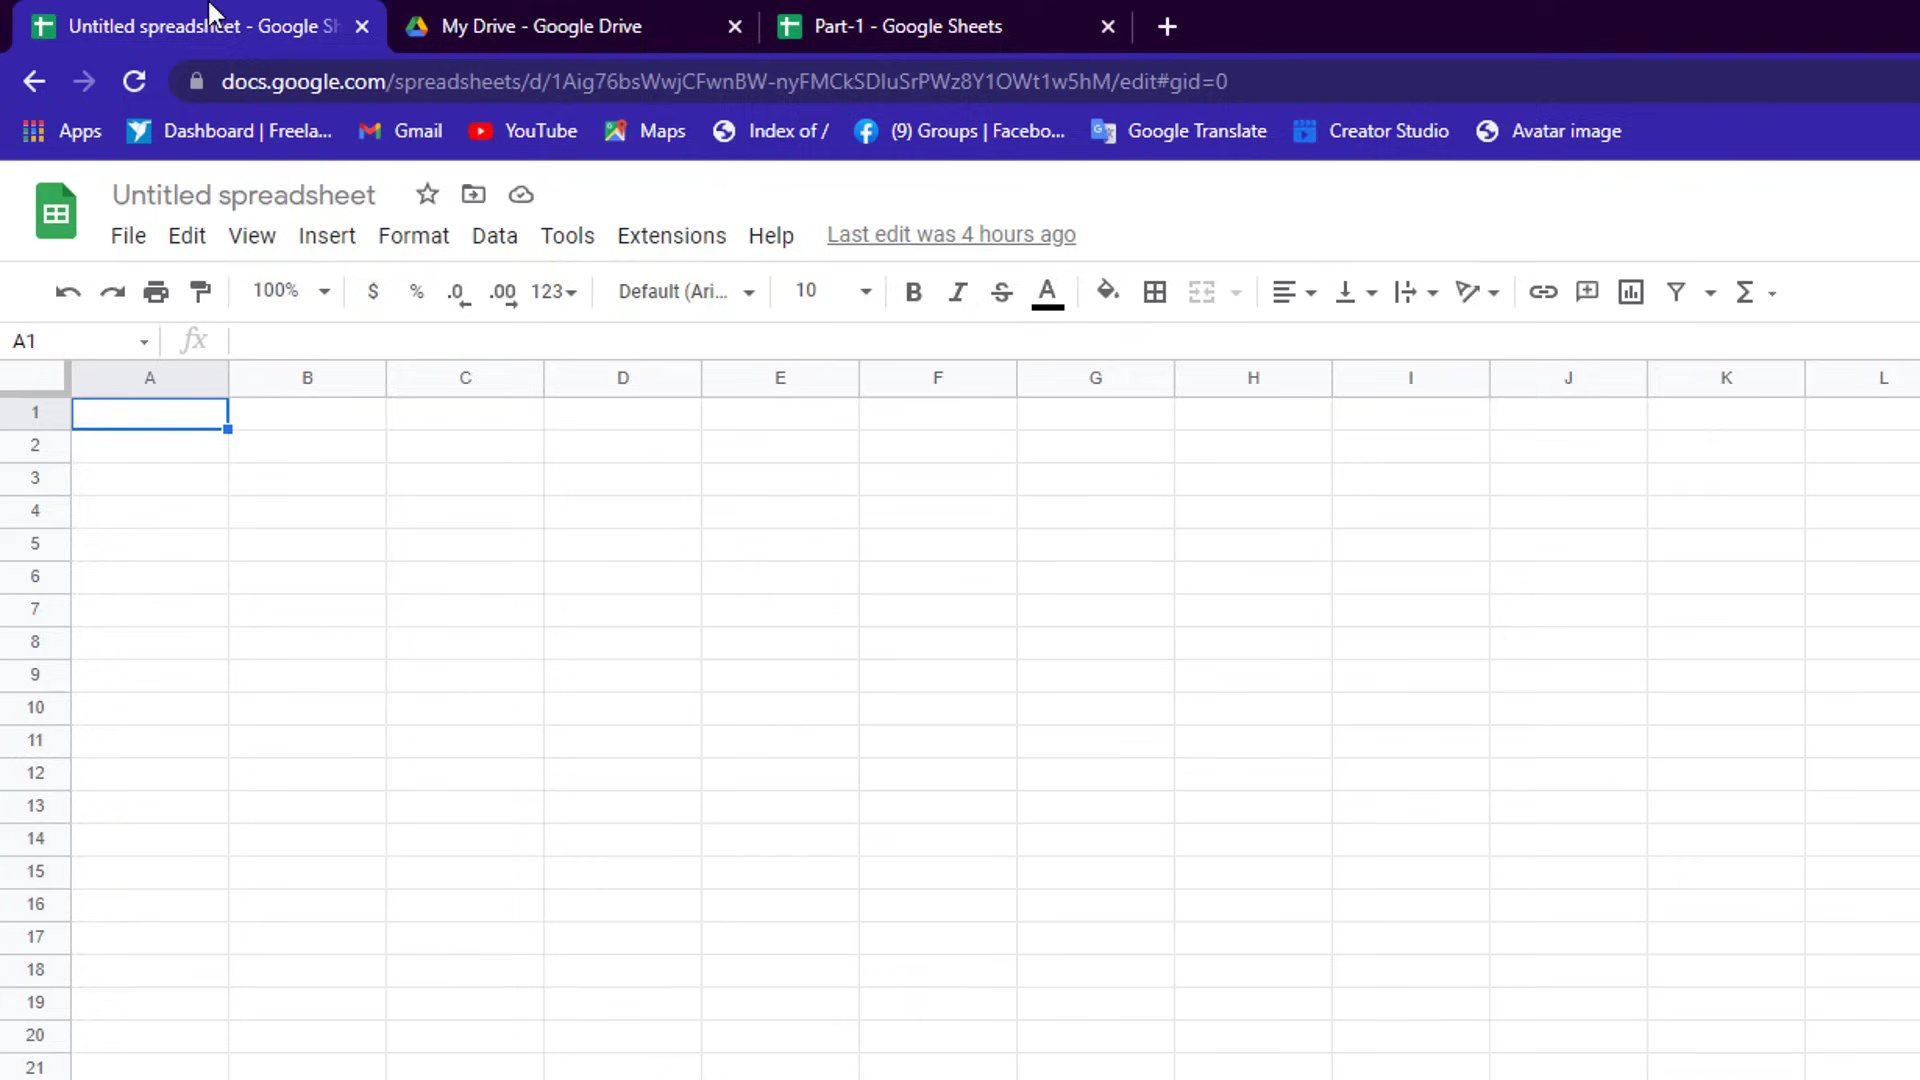 Untitled spreadsheet - Google Sh
My Drive - Google Drive
Part-1 - Google Sheets
docs.google.com/spreadsheets/d/1Aig76bsWwjCFwnBW-nyFMCkSDluSrPWz8Y1OWt1w5hM/edit#gid=0
Apps Dashboard | Freela... Gmail YouTube Maps Index of / (9) Groups | Facebo... Google Translate Creator Studio Avatar image
Untitled spreadsheet
File Edit View Insert Format Data Tools Extensions Help Last edit was 4 hours ago
100% $ % .0 .00 123 Default (Ari... 10 B I S A Σ
A1 fx
A B C D E F G H I J K L
1
2
3
4
5
6
7
8
9
10
11
12
13
14
15
16
17
18
19
20
21